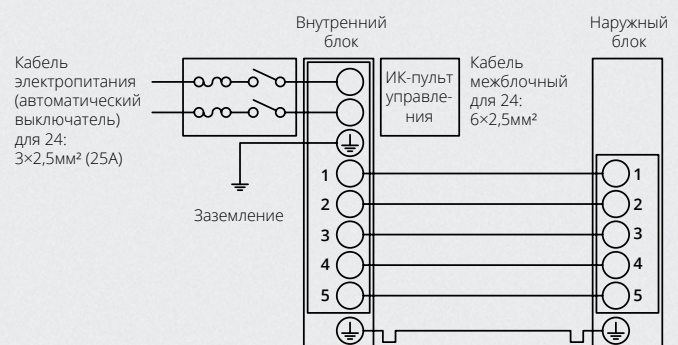 Внутренний
блок
Наружный
блок
Кабель
электропитания
(автоматический
выключатель)
для 24:
3×2,5мм² (25А)
ИК-пульт
управле-
ния
Кабель
межблочный
для 24:
6×2,5мм²
Заземление
1
2
3
4
5
1
2
3
4
5